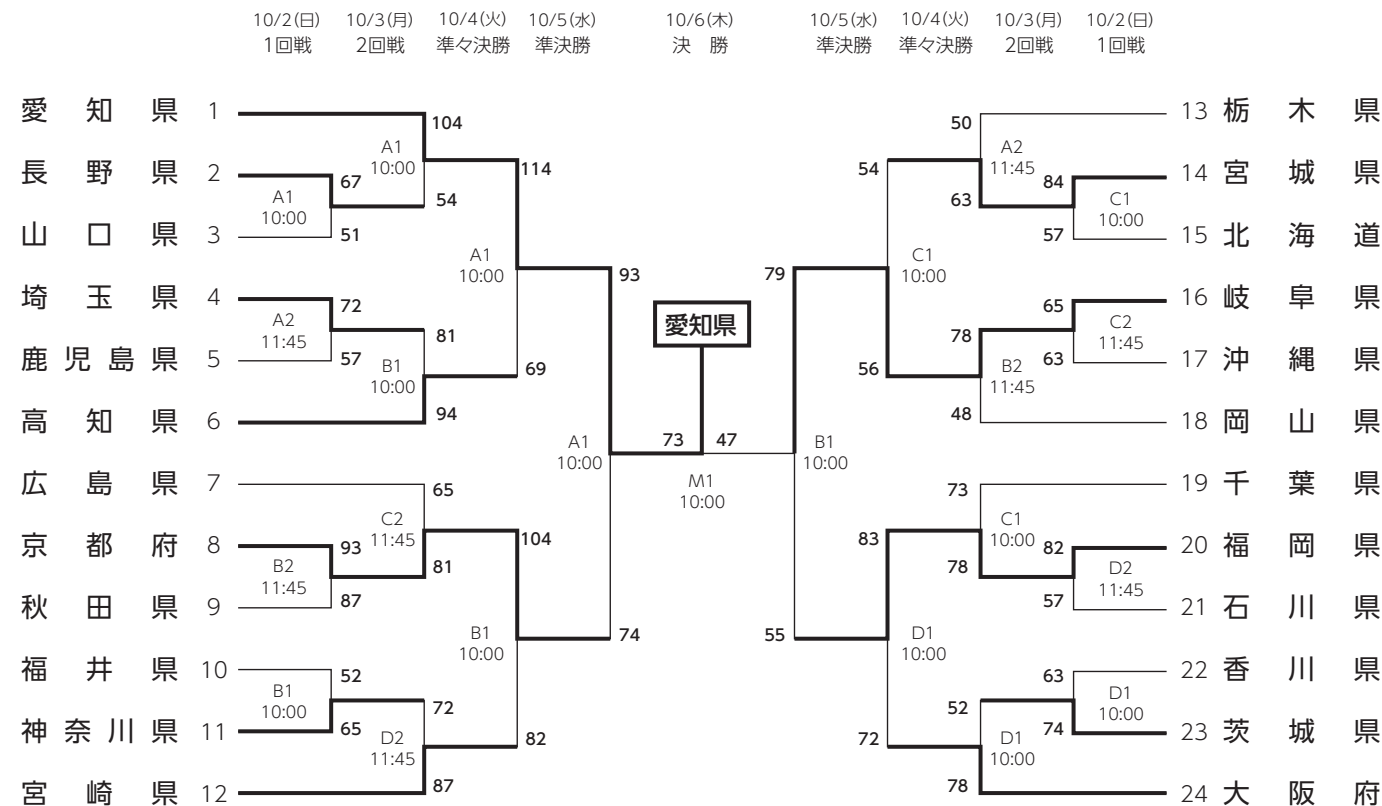 10/2(日) 10/3(月) 10/4(火) 10/5(水) 10/6(木) 10/5(水) 10/4(火) 10/3(月) 10/2(日)
1回戦 2回戦 準々決勝 準決勝 決 勝 準決勝 準々決勝 2回戦 1回戦
愛知県 1 104 50 13 栃木県
A1 10:00 A2 11:45
114 54
長野県 2 67 84 14 宮城県
A1 10:00 54 63 C1 10:00
山口県 3 51 57 15 北海道
A1 10:00 C1 10:00
93 79
埼玉県 4 72 65 16 岐阜県
A2 11:45 愛知県 C2 11:45
81 78
鹿児島県 5 57 63 17 沖縄県
B1 10:00 69 56 B2 11:45
高知県 6 94 48 18 岡山県
A1 10:00 73 47 B1 10:00
M1 10:00
広島県 7 65 73 19 千葉県
C2 11:45 C1 10:00
104 83
京都府 8 93 82 20 福岡県
B2 11:45 81 78 D2 11:45
秋田県 9 87 57 21 石川県
B1 10:00 74 55 D1 10:00
福井県 10 52 63 22 香川県
B1 10:00 72 52 D1 10:00
神奈川県 11 65 74 23 茨城県
D2 11:45 82 72 D1 10:00
宮崎県 12 87 78 24 大阪府